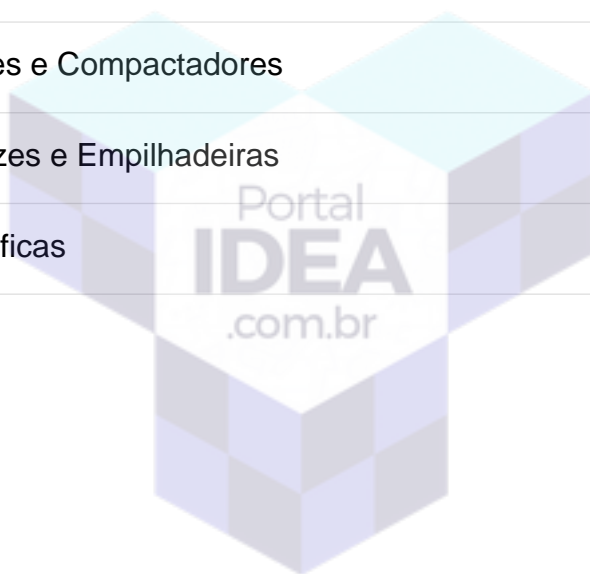 es e Compactadores
zes e Empilhadeiras
Portal
IDEA
ficas
.com.br